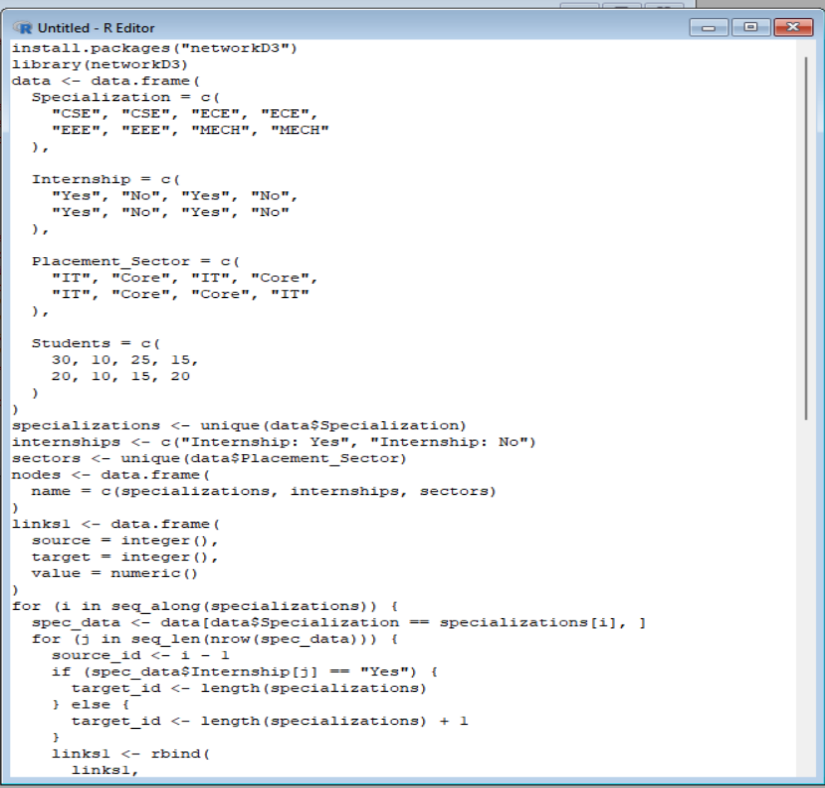 Untitled - R Editor
install.packages("networkD3")
library(networkD3)
data <- data.frame(
  Specialization = c(
    "CSE", "CSE", "ECE", "ECE",
    "EEE", "EEE", "MECH", "MECH"
  ),

  Internship = c(
    "Yes", "No", "Yes", "No",
    "Yes", "No", "Yes", "No"
  ),

  Placement_Sector = c(
    "IT", "Core", "IT", "Core",
    "IT", "Core", "Core", "IT"
  ),

  Students = c(
    30, 10, 25, 15,
    20, 10, 15, 20
  )
)
specializations <- unique(data$Specialization)
internships <- c("Internship: Yes", "Internship: No")
sectors <- unique(data$Placement_Sector)
nodes <- data.frame(
  name = c(specializations, internships, sectors)
)
links1 <- data.frame(
  source = integer(),
  target = integer(),
  value = numeric()
)
for (i in seq_along(specializations)) {
  spec_data <- data[data$Specialization == specializations[i], ]
  for (j in seq_len(nrow(spec_data))) {
    source_id <- i - 1
    if (spec_data$Internship[j] == "Yes") {
      target_id <- length(specializations)
    } else {
      target_id <- length(specializations) + 1
    }
    links1 <- rbind(
      links1,